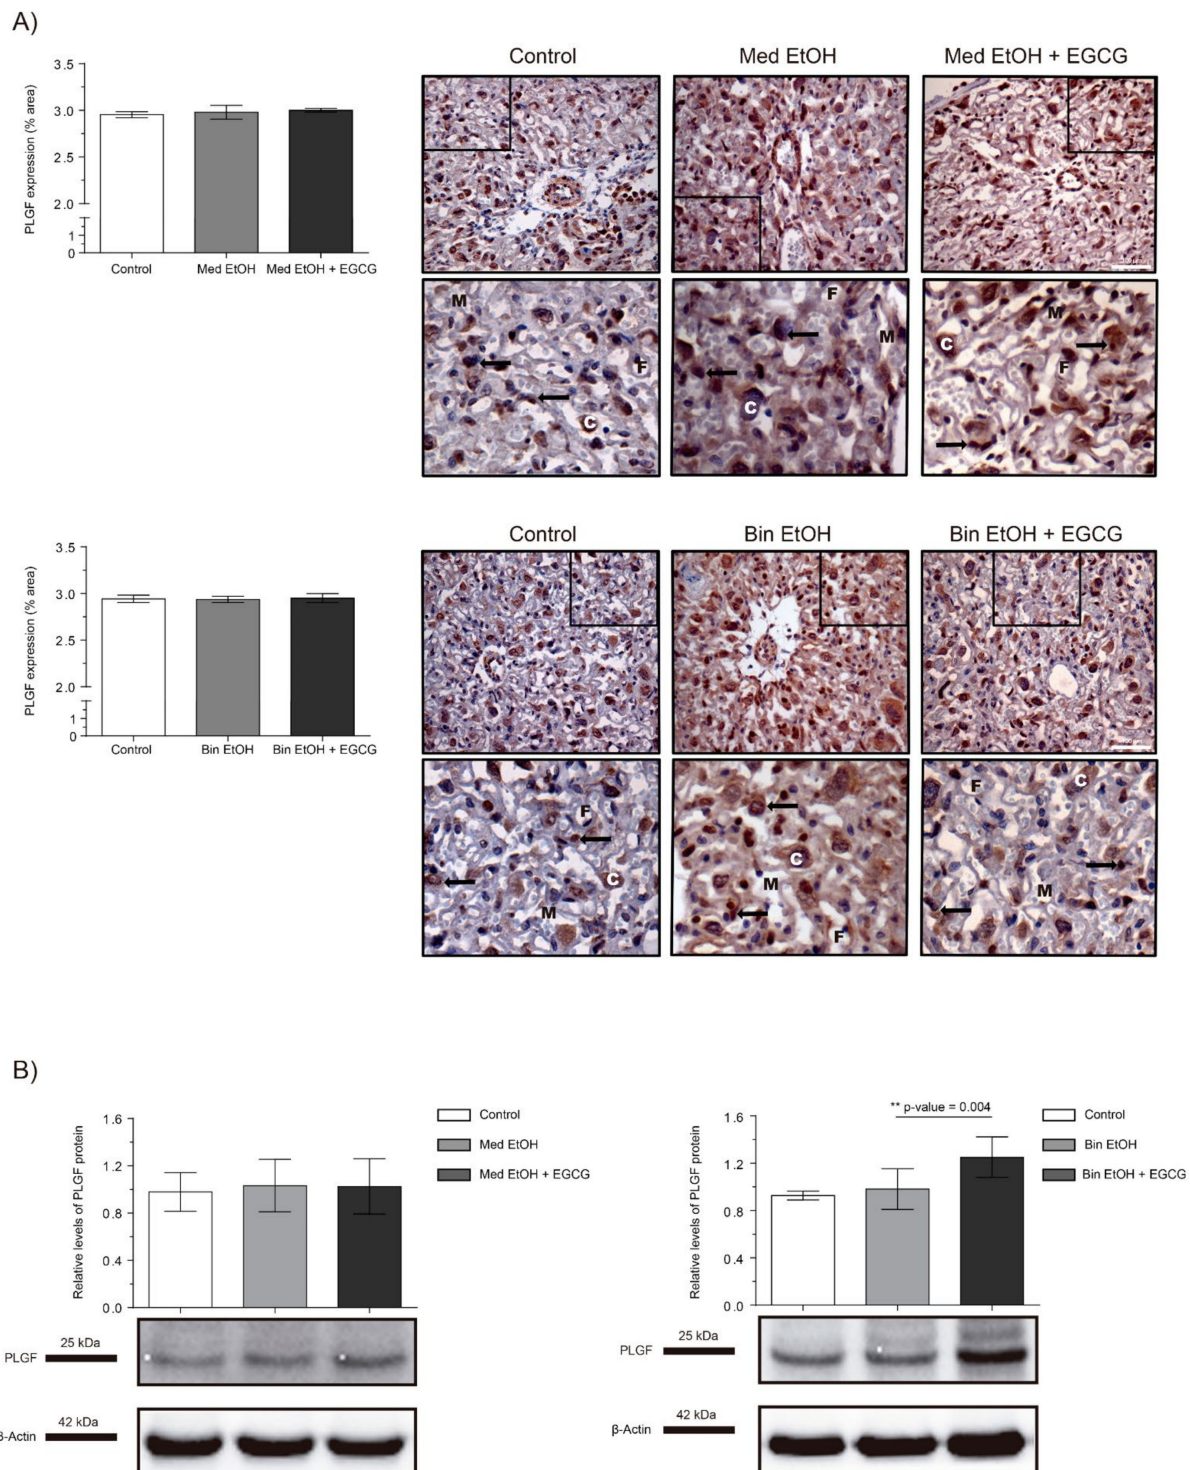 A)
Control Med EtOH Med EtOH + EGCG
PLGF expression (% area)
3.5
3.0
2.5
2.0
1
0
Control Med EtOH Med EtOH + EGCG
M F C
F M C
M C F
Control Bin EtOH Bin EtOH + EGCG
PLGF expression (% area)
3.5
3.0
2.5
2.0
1
0
Control Bin EtOH Bin EtOH + EGCG
F C M
C M F
F C M
B)
Relative levels of PLGF protein
1.6
1.2
0.8
0.4
0.0
Control
Med EtOH
Med EtOH + EGCG
25 kDa
PLGF
42 kDa
β-Actin
** p-value = 0.004
Relative levels of PLGF protein
1.6
1.2
0.8
0.4
0.0
Control
Bin EtOH
Bin EtOH + EGCG
25 kDa
PLGF
42 kDa
β-Actin